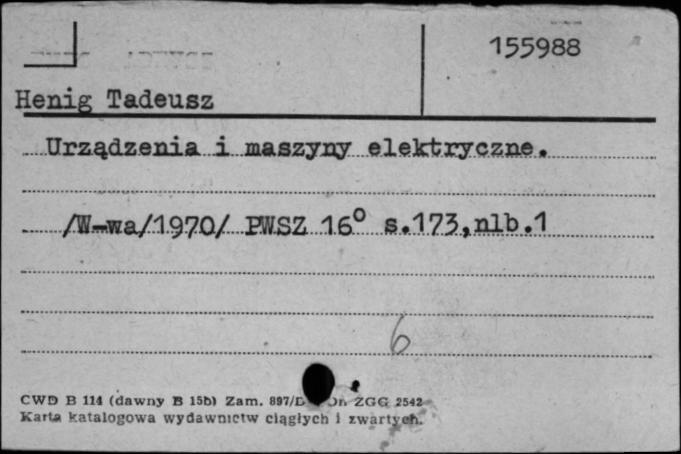 155988
Henig Tadeusz
Urządzenia i maszyny elektryczne.
/W-wa/1970/ PWSZ 16° s.173,nlb.1
6
CWD B 114 (dawny B 15b) Zam. 897/D ZGG 2542
Karta katalogowa wydawnictw ciągłych i zwartych.